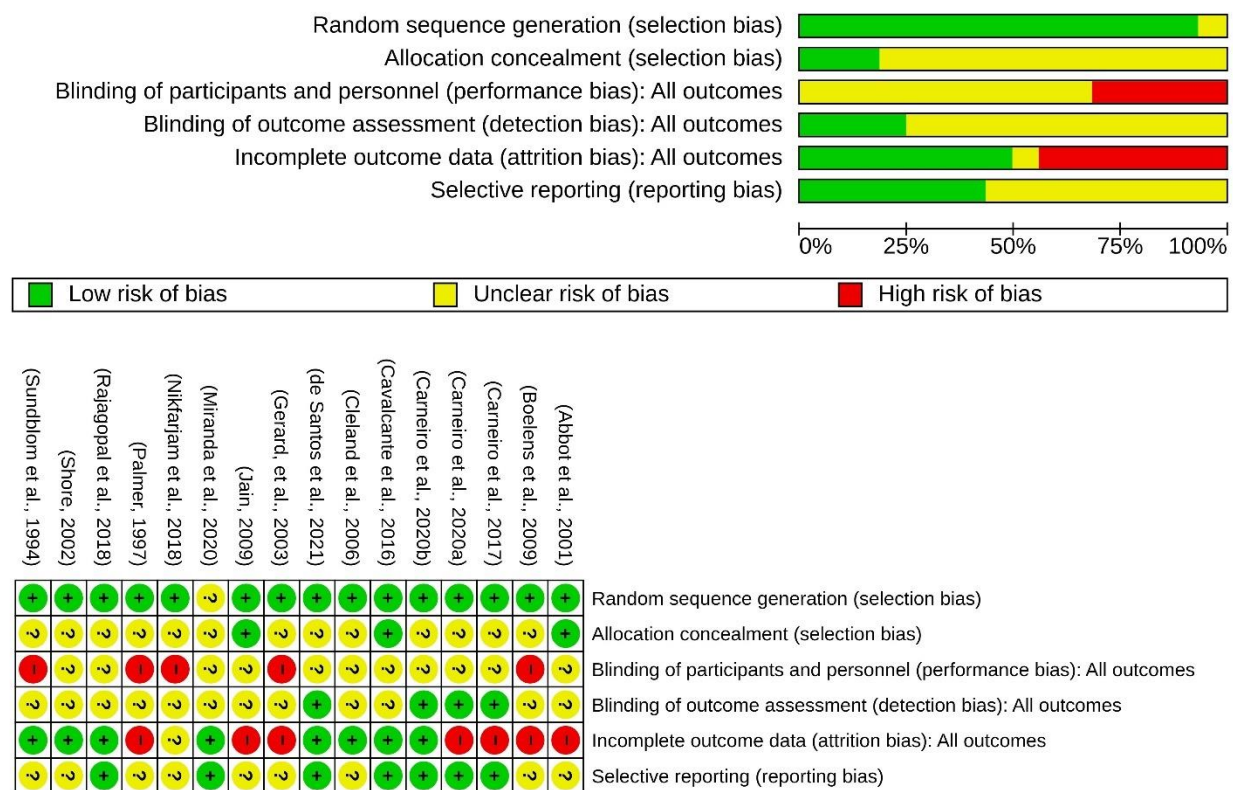 Random sequence generation (selection bias)
Allocation concealment (selection bias)
Blinding of participants and personnel (performance bias): All outcomes
Blinding of outcome assessment (detection bias): All outcomes
Incomplete outcome data (attrition bias): All outcomes
Selective reporting (reporting bias)
0% 25% 50% 75% 100%
Low risk of bias Unclear risk of bias High risk of bias
(Sundblom et al., 1994)
(Shore, 2002)
(Rajagopal et al., 2018)
(Palmer, 1997)
(Nikfarjam et al., 2018)
(Miranda et al., 2020)
(Jain, 2009)
(Gerard, et al., 2003)
(de Santos et al., 2021)
(Cleland et al., 2006)
(Cavalcante et al., 2016)
(Carneiro et al., 2020b)
(Carneiro et al., 2020a)
(Carneiro et al., 2017)
(Boelens et al., 2009)
(Abbot et al., 2001)
+ + + + + ? + + + + + + + + + + Random sequence generation (selection bias)
? ? ? ? ? ? + ? ? ? + ? ? ? ? + Allocation concealment (selection bias)
− ? ? − − ? ? − ? ? ? ? ? ? − ? Blinding of participants and personnel (performance bias): All outcomes
? ? ? ? ? ? ? ? + ? ? + + + ? ? Blinding of outcome assessment (detection bias): All outcomes
+ + + − ? + − − + + + + − − − − Incomplete outcome data (attrition bias): All outcomes
? ? + ? ? + ? ? + ? + + + + ? ? Selective reporting (reporting bias)